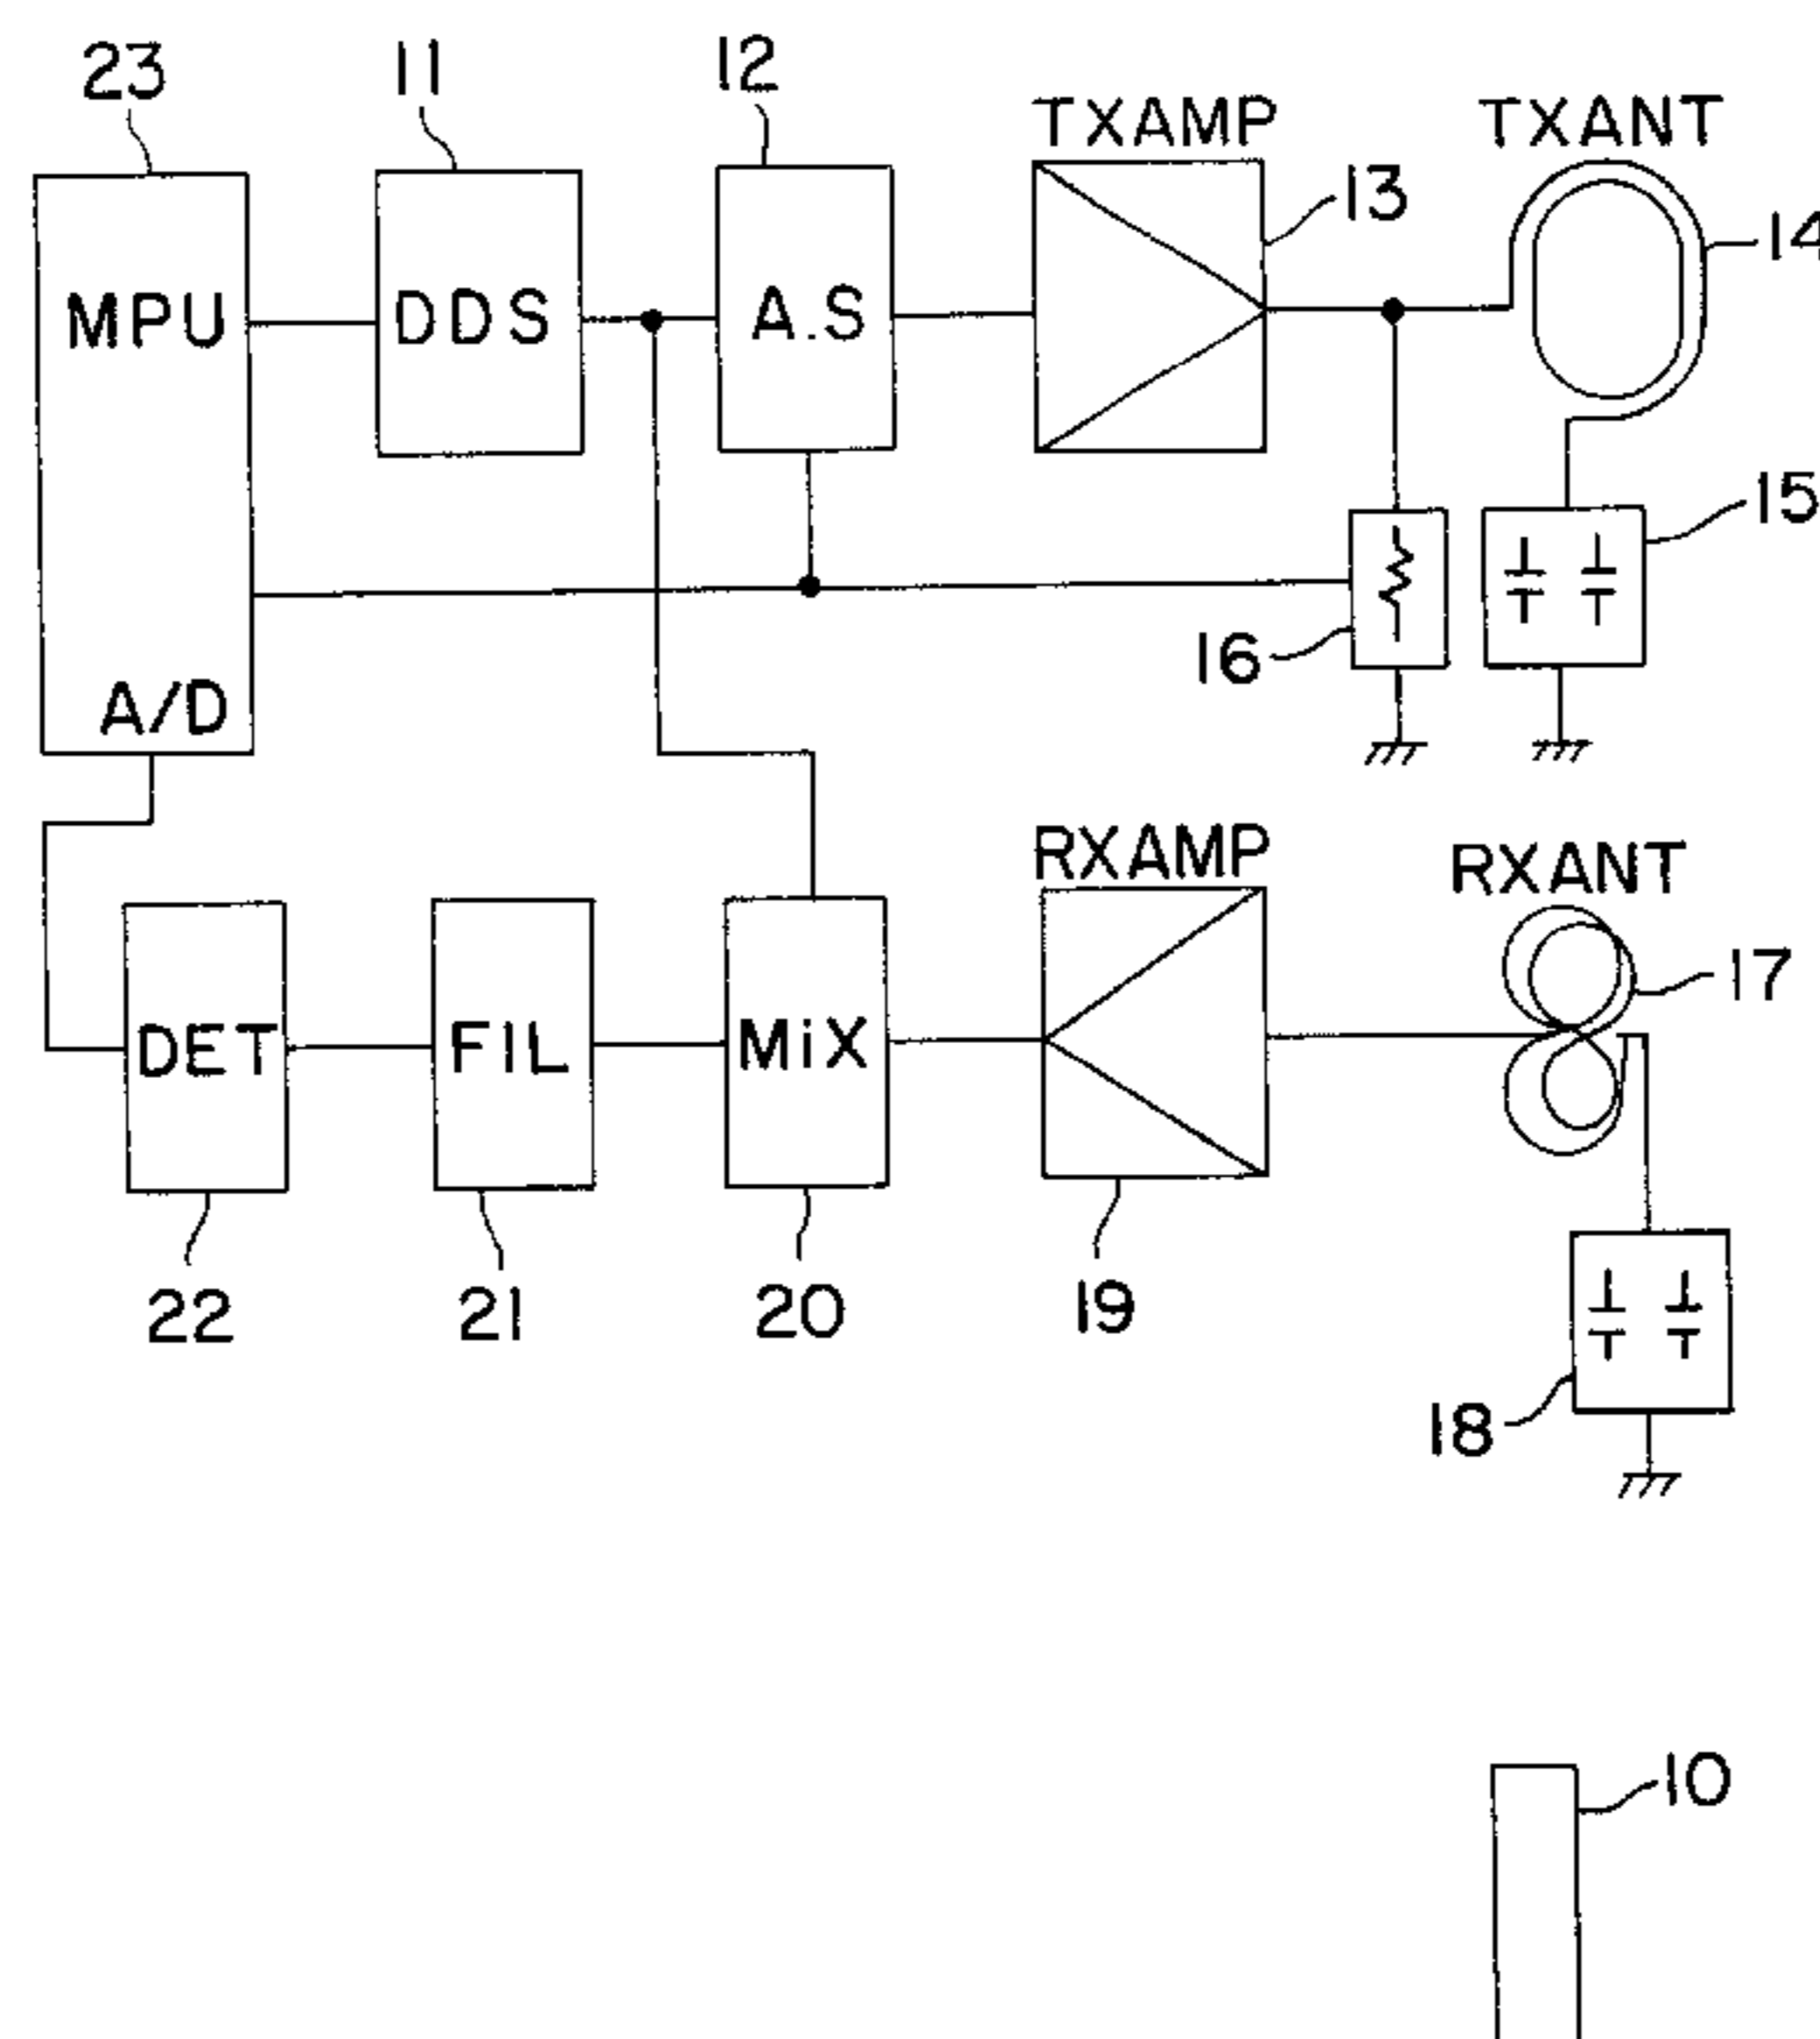 23
11
12
TXAMP
TXANT
13
14
MPU
DDS
A.S
15
16
A/D
RXAMP
RXANT
17
DET
FIL
MiX
22
21
20
19
18
10